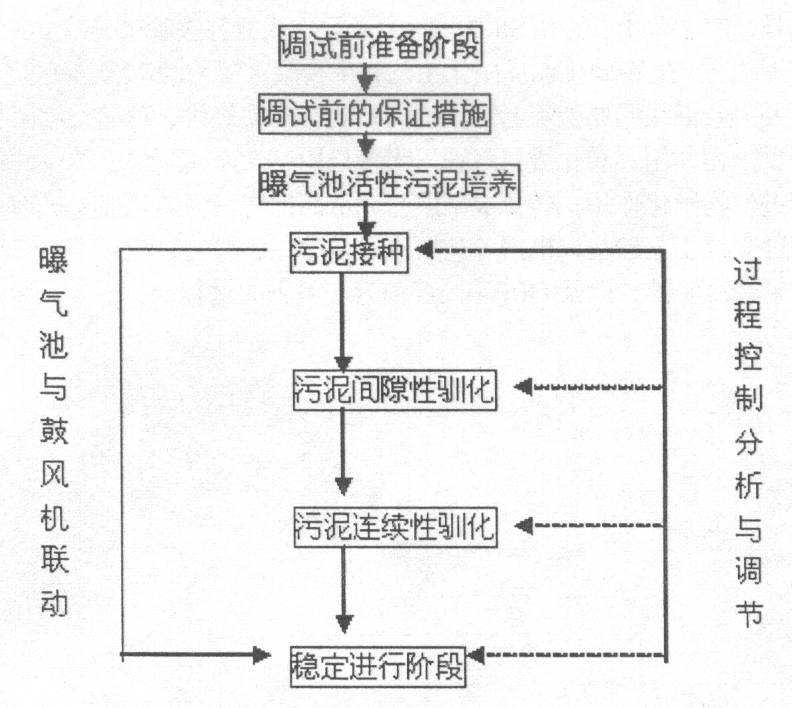 调试前准备阶段
调试前的保证措施
曝气池活性污泥培养
污泥接种
曝气池与鼓风机联动
过程控制分析与调节
污泥间隙性驯化
污泥连续性驯化
稳定进行阶段